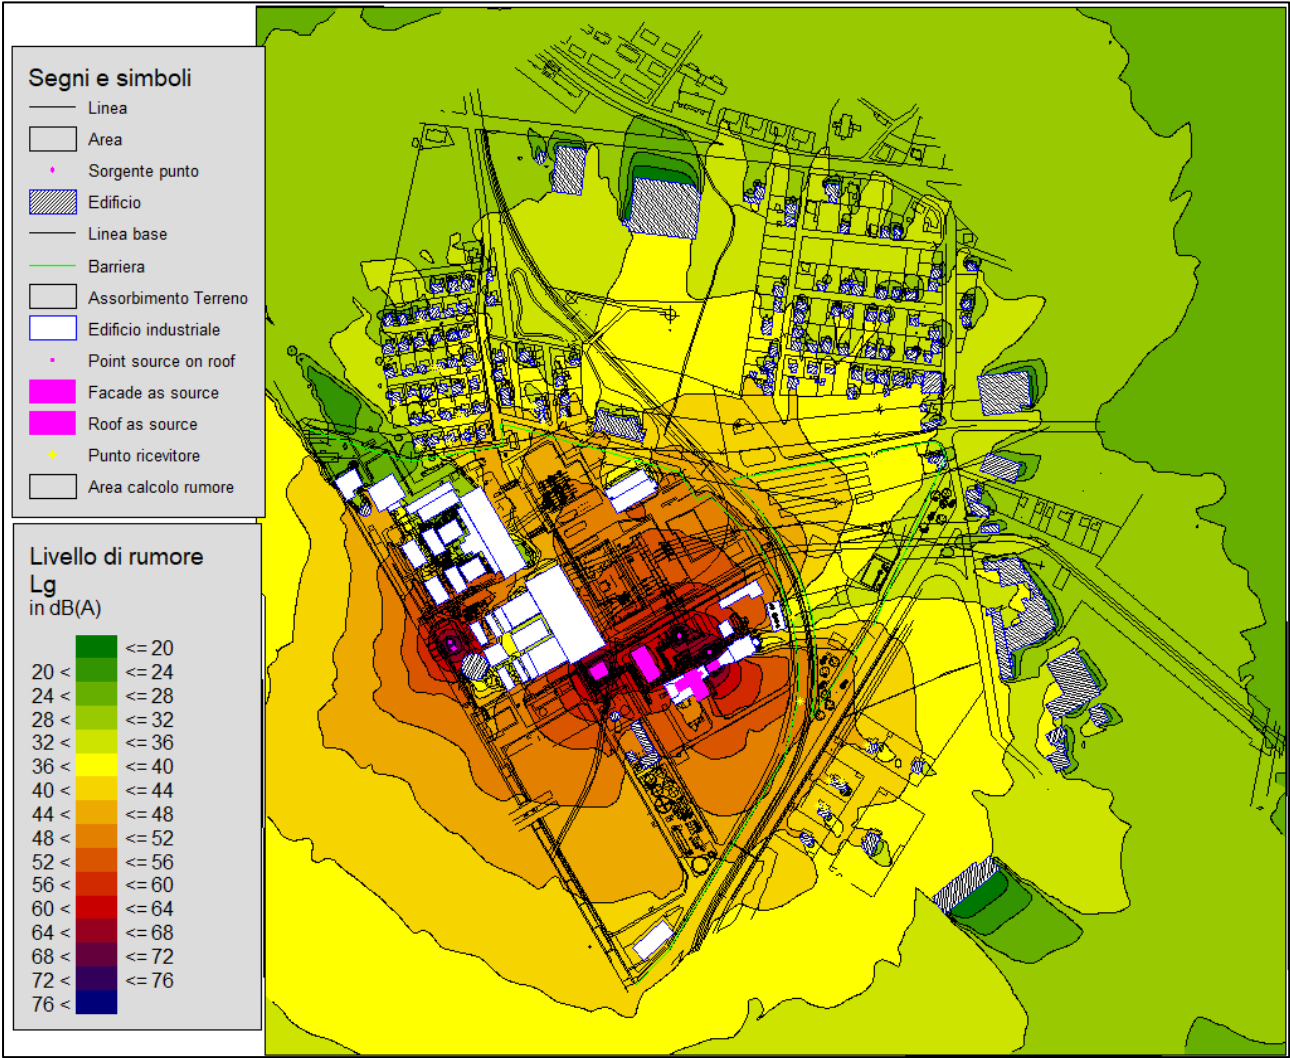 Segni e simboli
Linea
Area
Sorgente punto
Edificio
Linea base
Barriera
Assorbimento Terreno
Edificio industriale
Point source on roof
Facade as source
Roof as source
Punto ricevitore
Area calcolo rumore
Livello di rumore
Lg
in dB(A)
<= 20
20 < <= 24
24 < <= 28
28 < <= 32
32 < <= 36
36 < <= 40
40 < <= 44
44 < <= 48
48 < <= 52
52 < <= 56
56 < <= 60
60 < <= 64
64 < <= 68
68 < <= 72
72 < <= 76
76 <